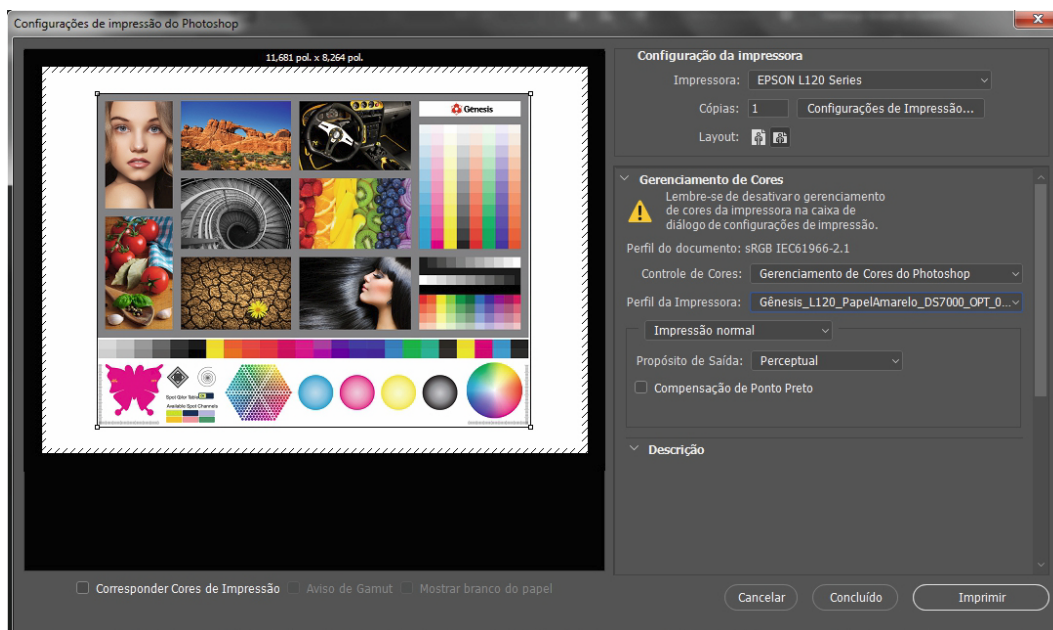 Configurações de impressão do Photoshop
x
11,681 pol. x 8,264 pol.
Gênesis
Spot Channels
Corresponder Cores de Impressão
Aviso de Gamut
Mostrar branco do papel
Configuração da impressora
Impressora: EPSON L120 Series
Cópias: 1 Configurações de Impressão...
Layout:
Gerenciamento de Cores
Lembre-se de desativar o gerenciamento
de cores da impressora na caixa de
diálogo de configurações de impressão.
Perfil do documento: sRGB IEC61966-2.1
Controle de Cores: Gerenciamento de Cores do Photoshop
Perfil da Impressora: Gênesis_L120_PapelAmarelo_DS7000_OPT_0...
Impressão normal
Propósito de Saída: Perceptual
Compensação de Ponto Preto
Descrição
Cancelar Concluído Imprimir